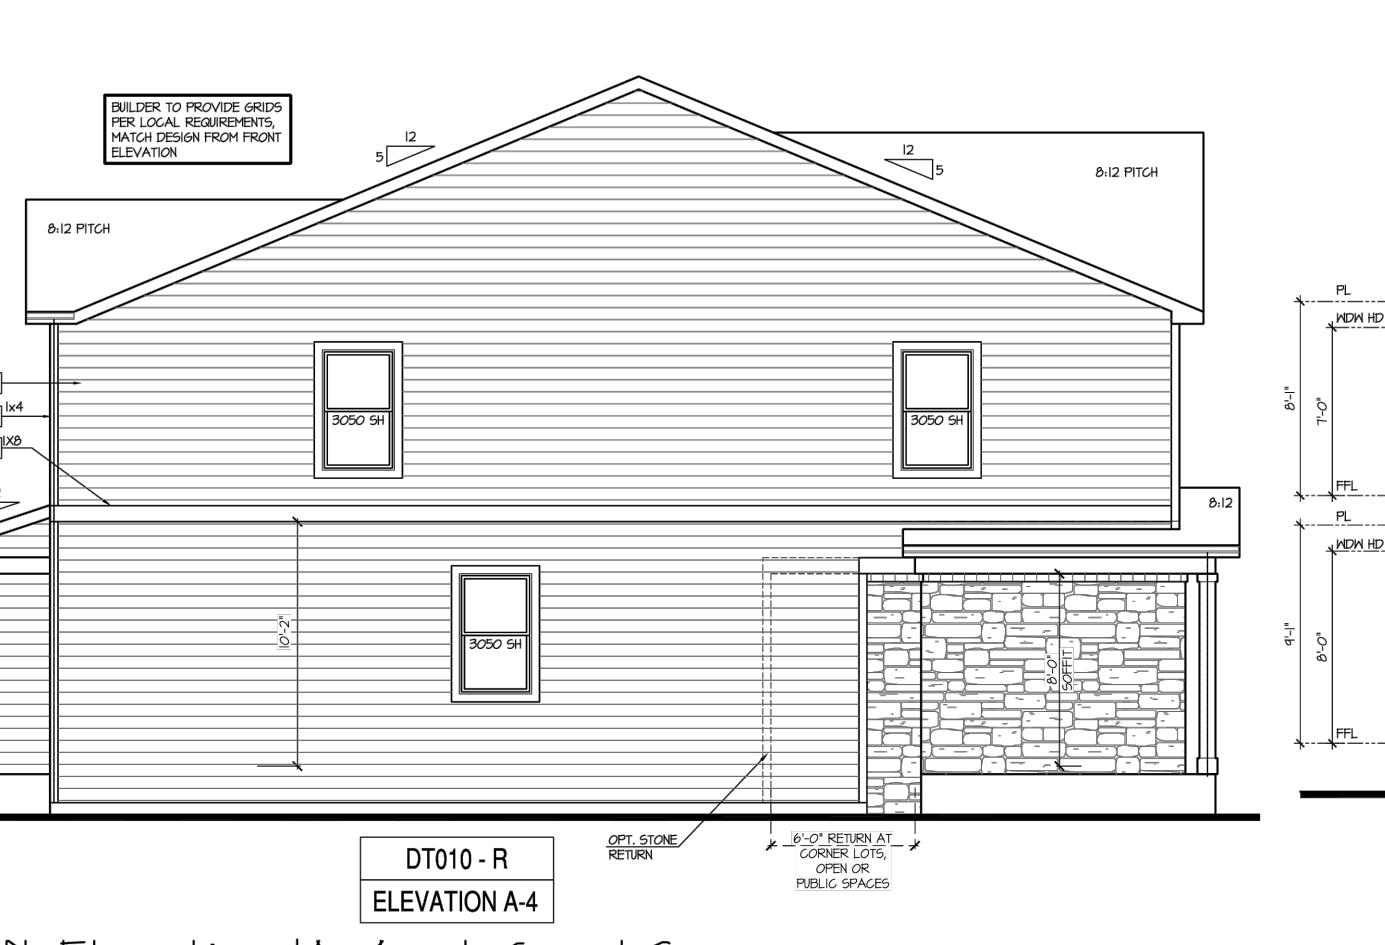 BUILDER TO PROVIDE GRIDS
PER LOCAL REQUIREMENTS,
MATCH DESIGN FROM FRONT
ELEVATION
12
5
12
5
8:12 PITCH
8:12 PITCH
PL
WDW HD
8'-1"
7'-0"
1x4
1X8
3050 SH
3050 SH
FFL
8:12
PL
WDW HD
10'-2"
3050 SH
8'-0"
SOFFIT
9'-1"
8'-0"
FFL
OPT. STONE
RETURN
6'-0" RETURN AT
CORNER LOTS,
OPEN OR
PUBLIC SPACES
DT010 - R
ELEVATION A-4